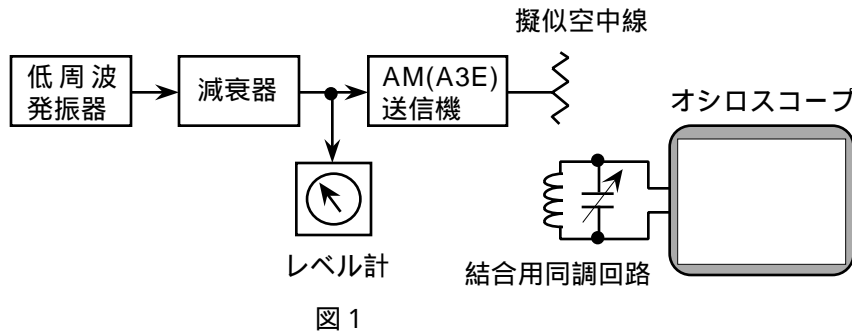 擬似空中線
低周波
発振器
減衰器
AM(A3E)
送信機
オシロスコープ
レベル計
結合用同調回路
図1